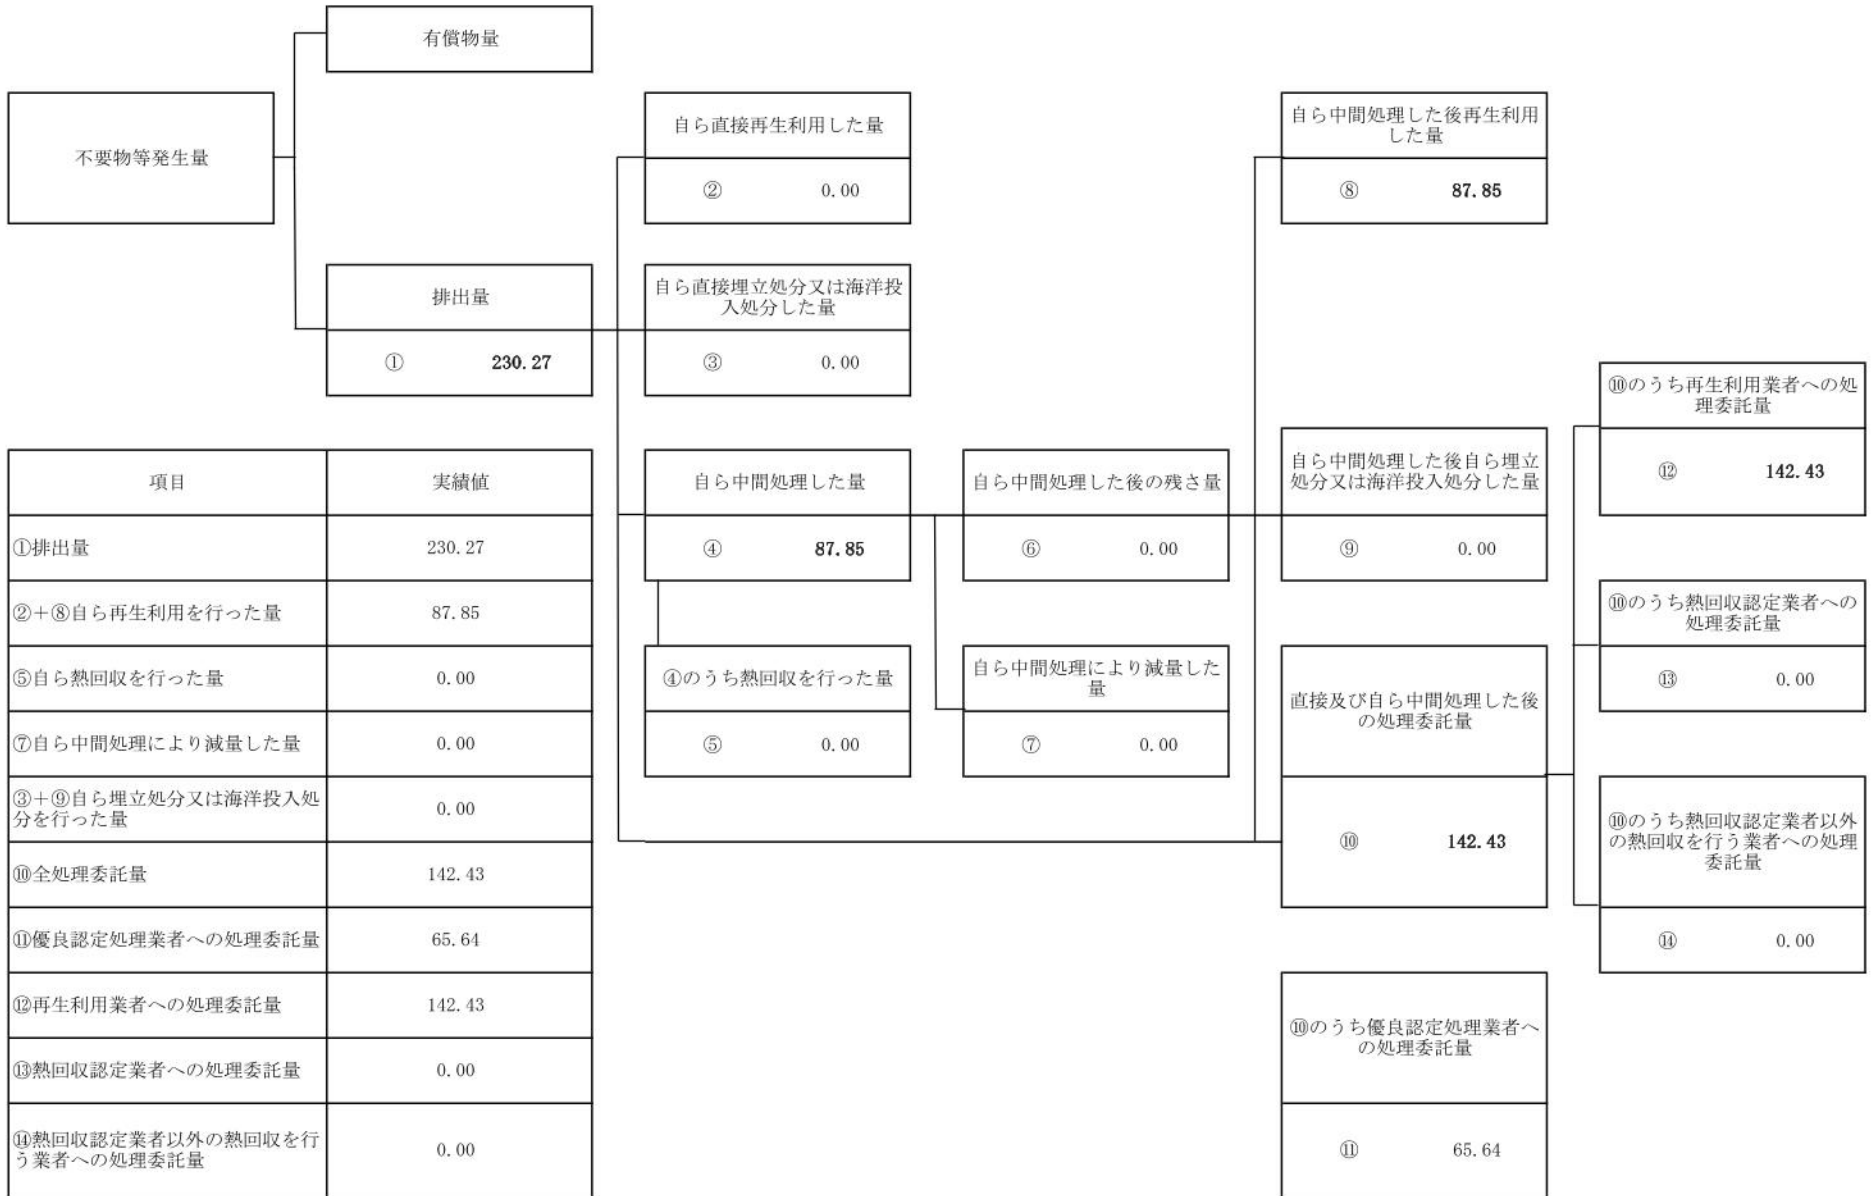 有償物量
不要物等発生量
自ら直接再生利用した量
② 0.00
自ら中間処理した後再生利用
した量
⑧ 87.85
排出量
① 230.27
自ら直接埋立処分又は海洋投
入処分した量
③ 0.00
⑩のうち再生利用業者への処
理委託量
⑫ 142.43
自ら中間処理した量
④ 87.85
自ら中間処理した後の残さ量
⑥ 0.00
自ら中間処理した後自ら埋立
処分又は海洋投入処分した量
⑨ 0.00
⑩のうち熱回収認定業者への
処理委託量
⑬ 0.00
④のうち熱回収を行った量
⑤ 0.00
自ら中間処理により減量した
量
⑦ 0.00
直接及び自ら中間処理した後
の処理委託量
⑩ 142.43
⑩のうち熱回収認定業者以外
の熱回収を行う業者への処理
委託量
⑭ 0.00
⑩のうち優良認定処理業者へ
の処理委託量
⑪ 65.64
項目 実績値
①排出量 230.27
②+⑧自ら再生利用を行った量 87.85
⑤自ら熱回収を行った量 0.00
⑦自ら中間処理により減量した量 0.00
③+⑨自ら埋立処分又は海洋投入処
分を行った量 0.00
⑩全処理委託量 142.43
⑪優良認定処理業者への処理委託量 65.64
⑫再生利用業者への処理委託量 142.43
⑬熱回収認定業者への処理委託量 0.00
⑭熱回収認定業者以外の熱回収を行
う業者への処理委託量 0.00